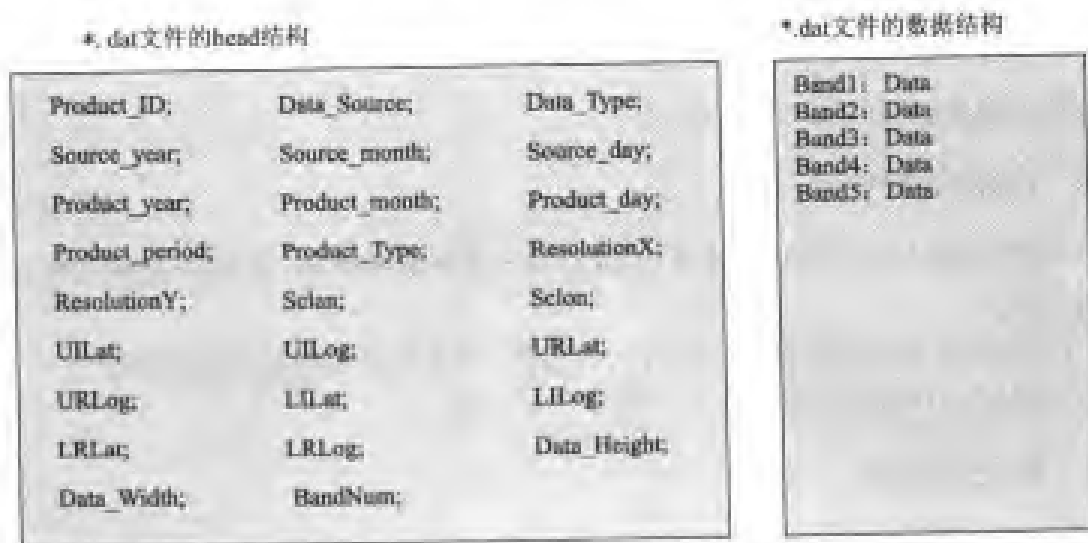 *.dat文件的head结构
Product_ID; Data_Source; Data_Type;
Source_year; Source_month; Source_day;
Product_year; Product_month; Product_day;
Product_period; Product_Type; ResolutionX;
ResolutionY; Sclan; Sclon;
UlLat; UlLog; URLat;
URLog; LlLat; LlLog;
LRLat; LRLog; Data_Height;
Data_Width; BandNum;
*.dat文件的数据结构
Band1: Data
Band2: Data
Band3: Data
Band4: Data
Band5: Data